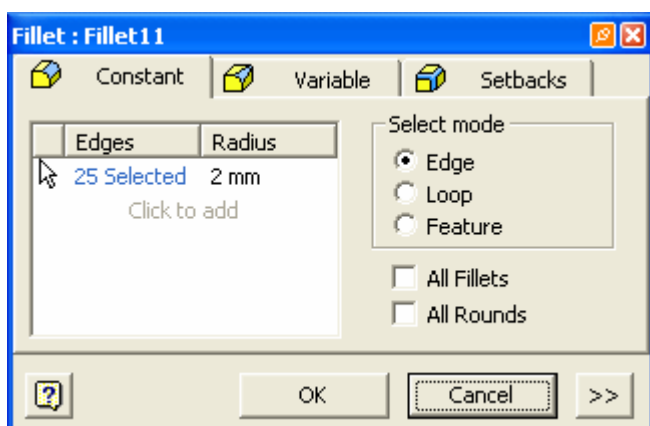 Fillet : Fillet11
Constant Variable Setbacks
Edges Radius
25 Selected 2 mm
Click to add
Select mode
Edge
Loop
Feature
All Fillets
All Rounds
? OK Cancel >>